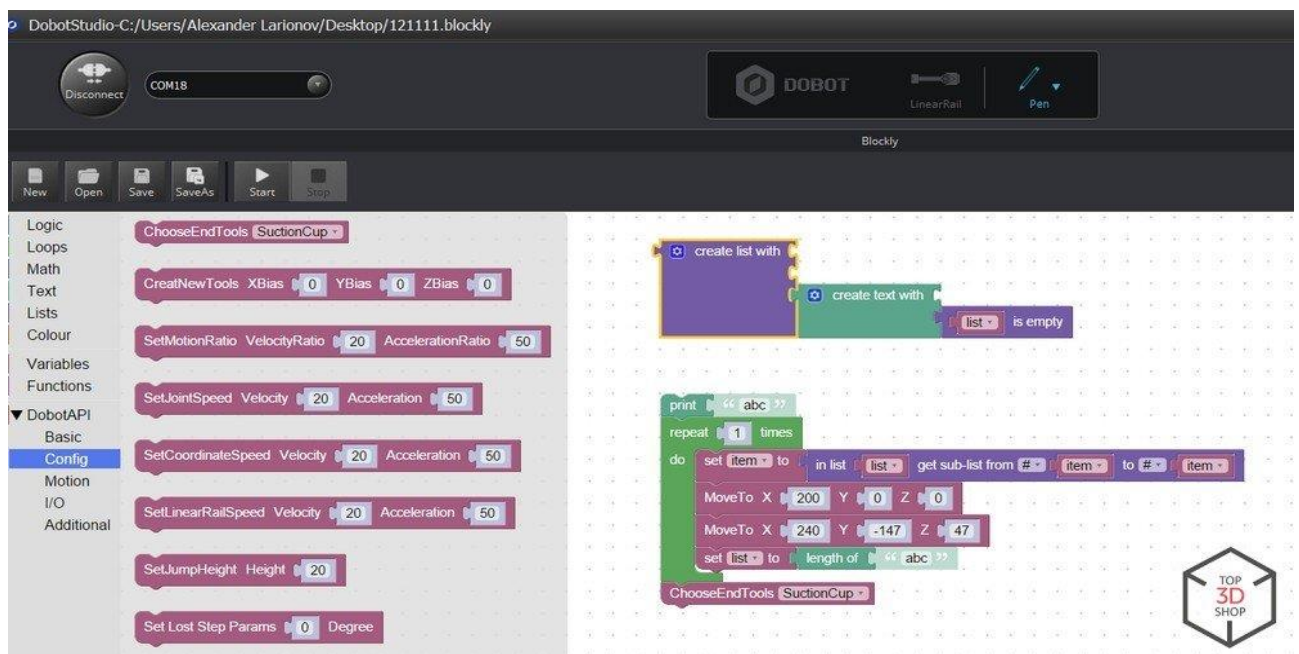 DobotStudio-C:/Users/Alexander Larionov/Desktop/121111.blockly
Disconnect
COM18
DOBOT
LinearRail
Pen
Blockly
New Open Save SaveAs Start Stop
Logic
Loops
Math
Text
Lists
Colour
Variables
Functions
DobotAPI
Basic
Config
Motion
I/O
Additional
ChooseEndTools SuctionCup
CreatNewTools XBias 0 YBias 0 ZBias 0
SetMotionRatio VelocityRatio 20 AccelerationRatio 50
SetJointSpeed Velocity 20 Acceleration 50
SetCoordinateSpeed Velocity 20 Acceleration 50
SetLinearRailSpeed Velocity 20 Acceleration 50
SetJumpHeight Height 20
Set Lost Step Params 0 Degree
create list with
create text with
list is empty
print “ abc ”
repeat 1 times
do set item to in list list get sub-list from # item to # item
MoveTo X 200 Y 0 Z 0
MoveTo X 240 Y -147 Z 47
set list to length of “ abc ”
ChooseEndTools SuctionCup
TOP
3D
SHOP